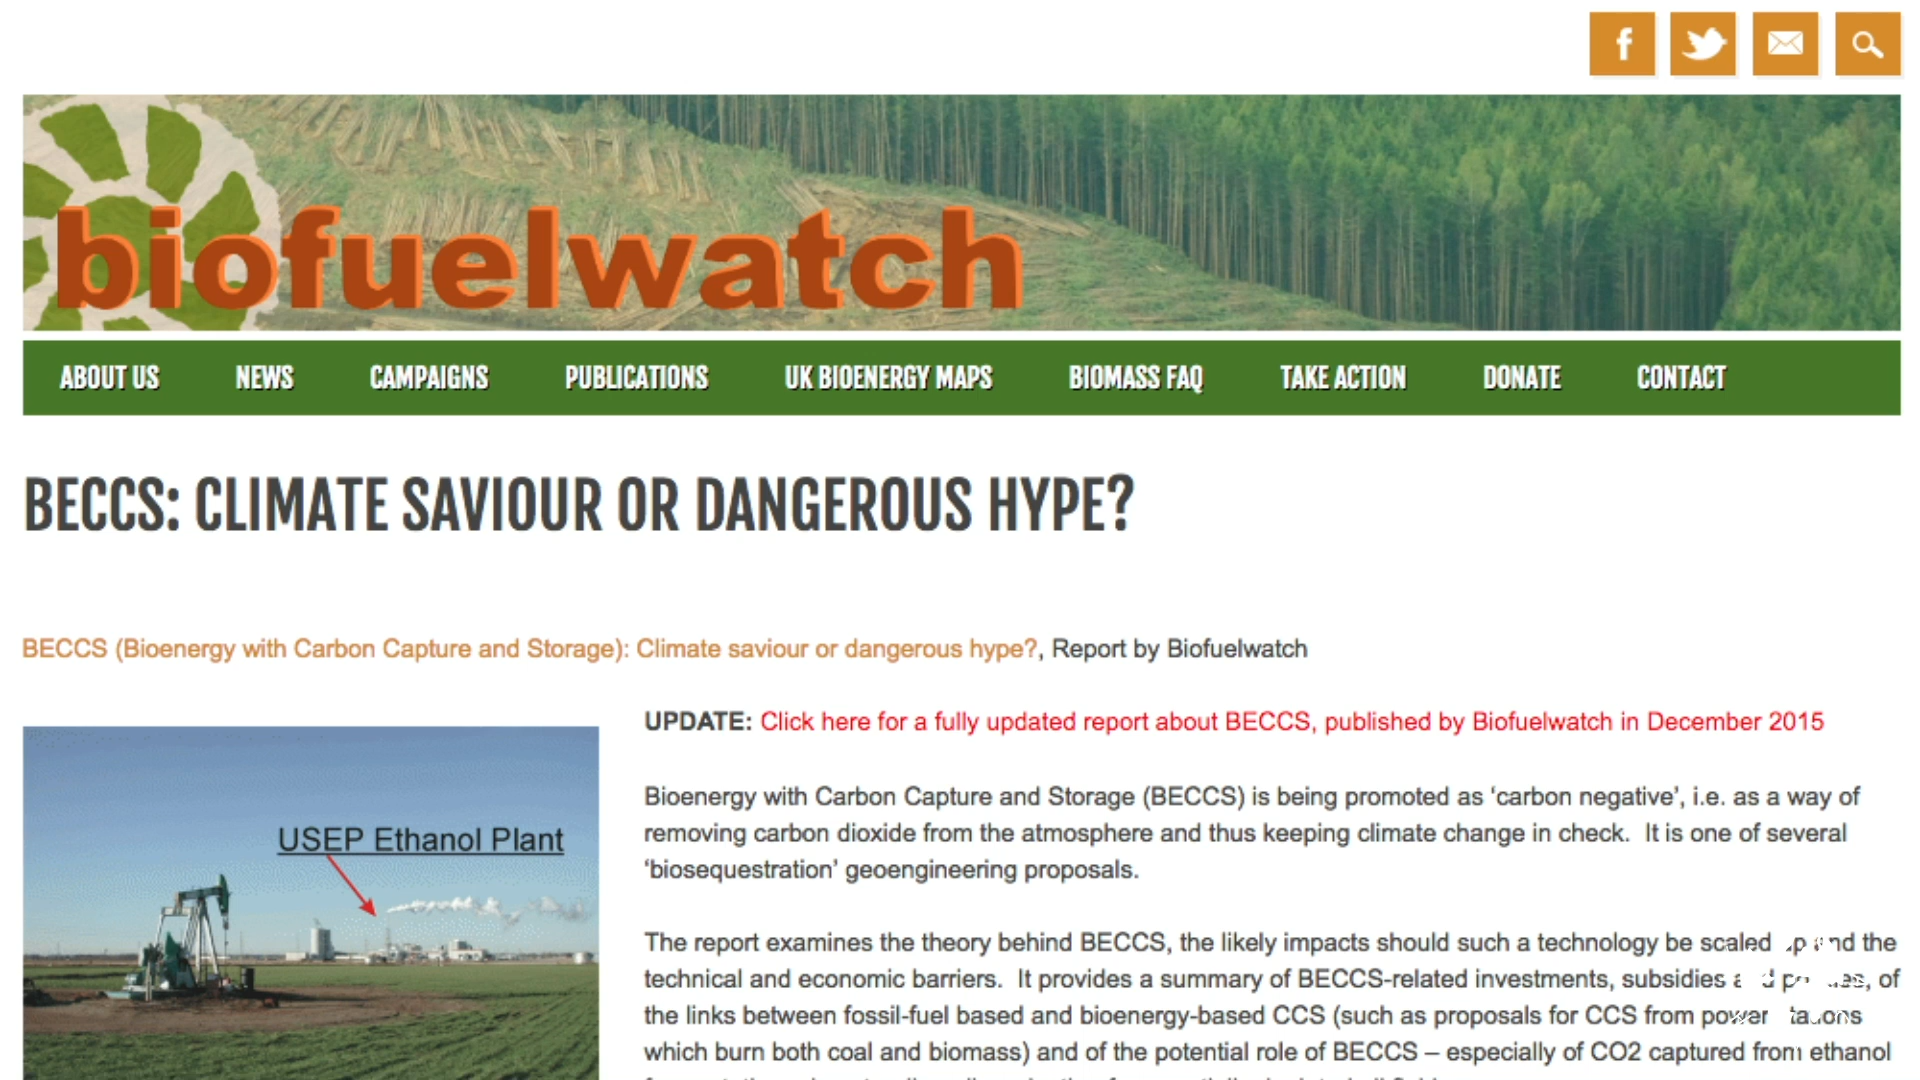 biofuelwatch
ABOUT US NEWS CAMPAIGNS PUBLICATIONS UK BIOENERGY MAPS BIOMASS FAQ TAKE ACTION DONATE CONTACT
BECCS: CLIMATE SAVIOUR OR DANGEROUS HYPE?
BECCS (Bioenergy with Carbon Capture and Storage): Climate saviour or dangerous hype?, Report by Biofuelwatch
UPDATE: Click here for a fully updated report about BECCS, published by Biofuelwatch in December 2015
USEP Ethanol Plant
Bioenergy with Carbon Capture and Storage (BECCS) is being promoted as ‘carbon negative’, i.e. as a way of
removing carbon dioxide from the atmosphere and thus keeping climate change in check. It is one of several
‘biosequestration’ geoengineering proposals.
The report examines the theory behind BECCS, the likely impacts should such a technology be scaled up and the
technical and economic barriers. It provides a summary of BECCS-related investments, subsidies and policies, of
the links between fossil-fuel based and bioenergy-based CCS (such as proposals for CCS from power stations
which burn both coal and biomass) and of the potential role of BECCS – especially of CO2 captured from ethanol